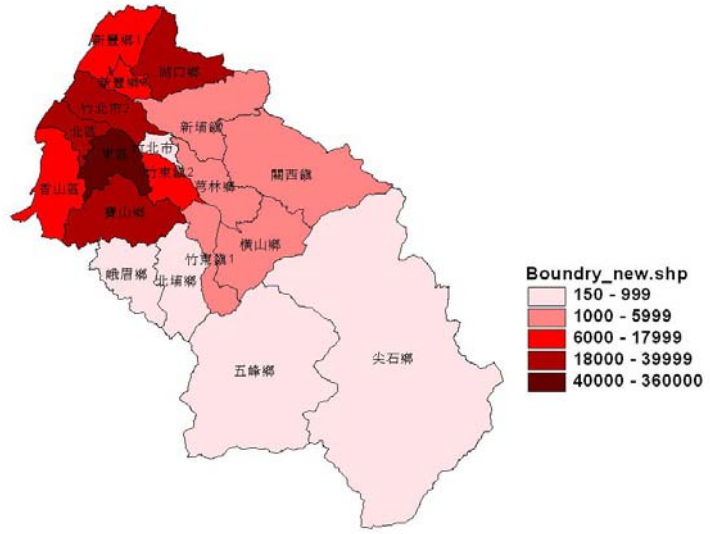 新豐鄉1
湖口鄉
新豐鄉2
竹北市2
新埔鎮
北區
竹北市
東區
竹東鎮2
關西鎮
芎林鄉
香山區
寶山鄉
橫山鄉
竹東鎮1
峨眉鄉
北埔鄉
五峰鄉
尖石鄉
Boundry_new.shp
150 - 999
1000 - 5999
6000 - 17999
18000 - 39999
40000 - 360000